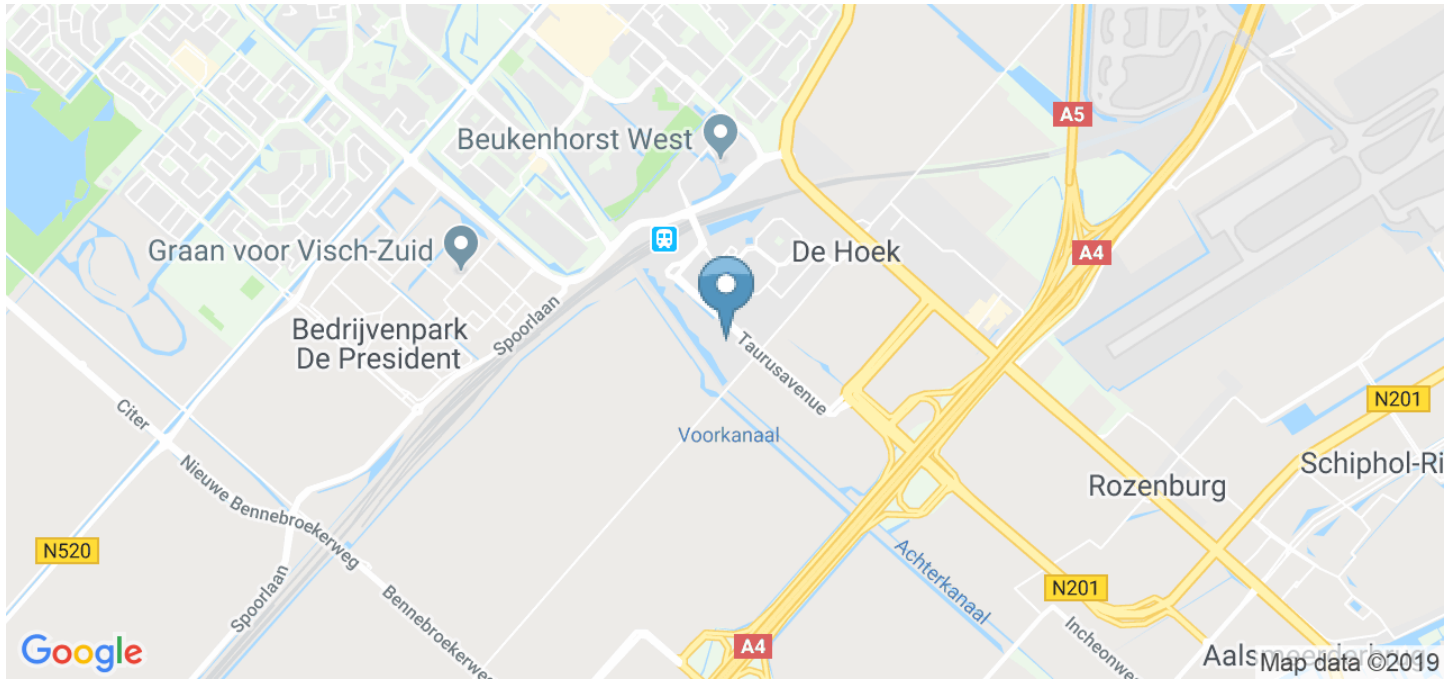 A5
Beukenhorst West
Graan voor Visch-Zuid
De Hoek
A4
Bedrijvenpark
De President
Spoorlaan
Taurusavenue
Citer
N201
Voorkanaal
Schiphol-Ri
Nieuwe Bennebroekerweg
Rozenburg
N520
Achterkanaal
Spoorlaan
N201
Bennebroekerweg
Incheonwe
A4
Google
Aalsmeerderbrug
Map data ©2019